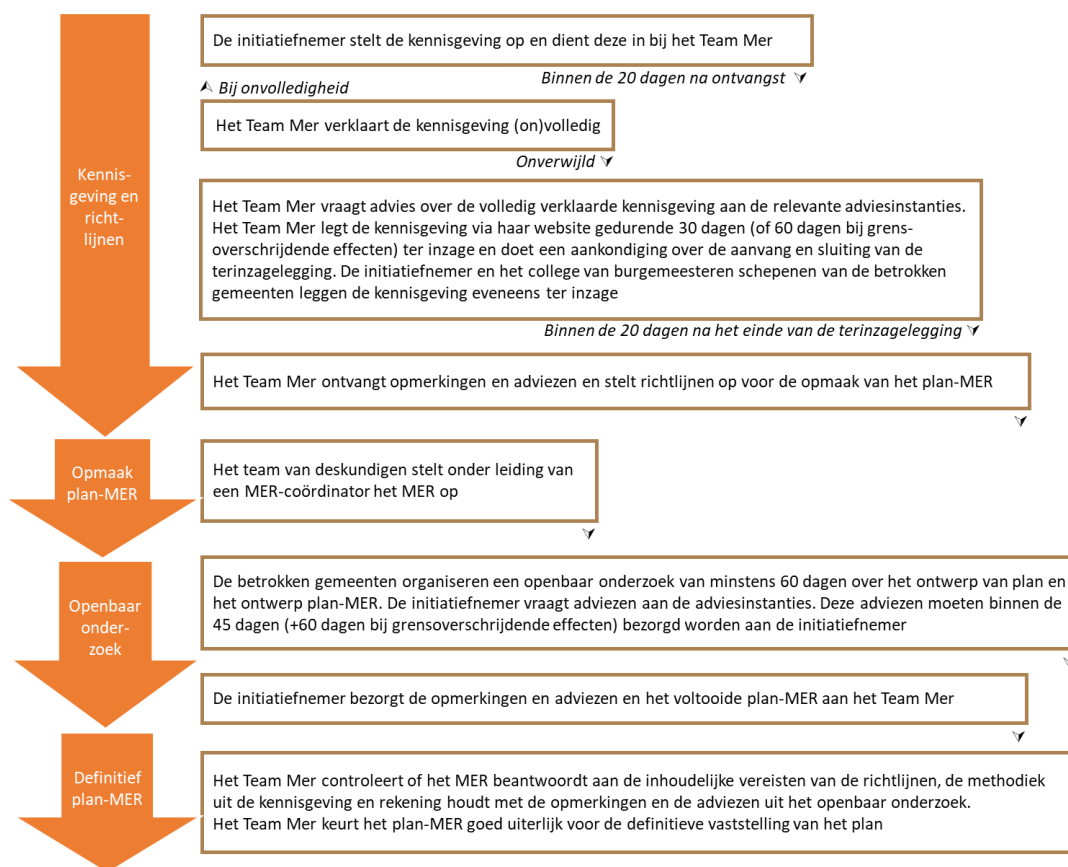 De initiatiefnemer stelt de kennisgeving op en dient deze in bij het Team Mer
Binnen de 20 dagen na ontvangst
Bij onvolledigheid
Het Team Mer verklaart de kennisgeving (on)volledig
Onverwijld
Kennis-
geving en
richt-
lijnen
Het Team Mer vraagt advies over de volledig verklaarde kennisgeving aan de relevante adviesinstanties.
Het Team Mer legt de kennisgeving via haar website gedurende 30 dagen (of 60 dagen bij grens-
overschrijdende effecten) ter inzage en doet een aankondiging over de aanvang en sluiting van de
terinzagelegging. De initiatiefnemer en het college van burgemeesteren schepenen van de betrokken
gemeenten leggen de kennisgeving eveneens ter inzage
Binnen de 20 dagen na het einde van de terinzagelegging
Het Team Mer ontvangt opmerkingen en adviezen en stelt richtlijnen op voor de opmaak van het plan-MER
Opmaak
plan-MER
Het team van deskundigen stelt onder leiding van
een MER-coördinator het MER op
Openbaar
onder-
zoek
De betrokken gemeenten organiseren een openbaar onderzoek van minstens 60 dagen over het ontwerp van plan en
het ontwerp plan-MER. De initiatiefnemer vraagt adviezen aan de adviesinstanties. Deze adviezen moeten binnen de
45 dagen (+60 dagen bij grensoverschrijdende effecten) bezorgd worden aan de initiatiefnemer
De initiatiefnemer bezorgt de opmerkingen en adviezen en het voltooide plan-MER aan het Team Mer
Definitief
plan-MER
Het Team Mer controleert of het MER beantwoordt aan de inhoudelijke vereisten van de richtlijnen, de methodiek
uit de kennisgeving en rekening houdt met de opmerkingen en de adviezen uit het openbaar onderzoek.
Het Team Mer keurt het plan-MER goed uiterlijk voor de definitieve vaststelling van het plan